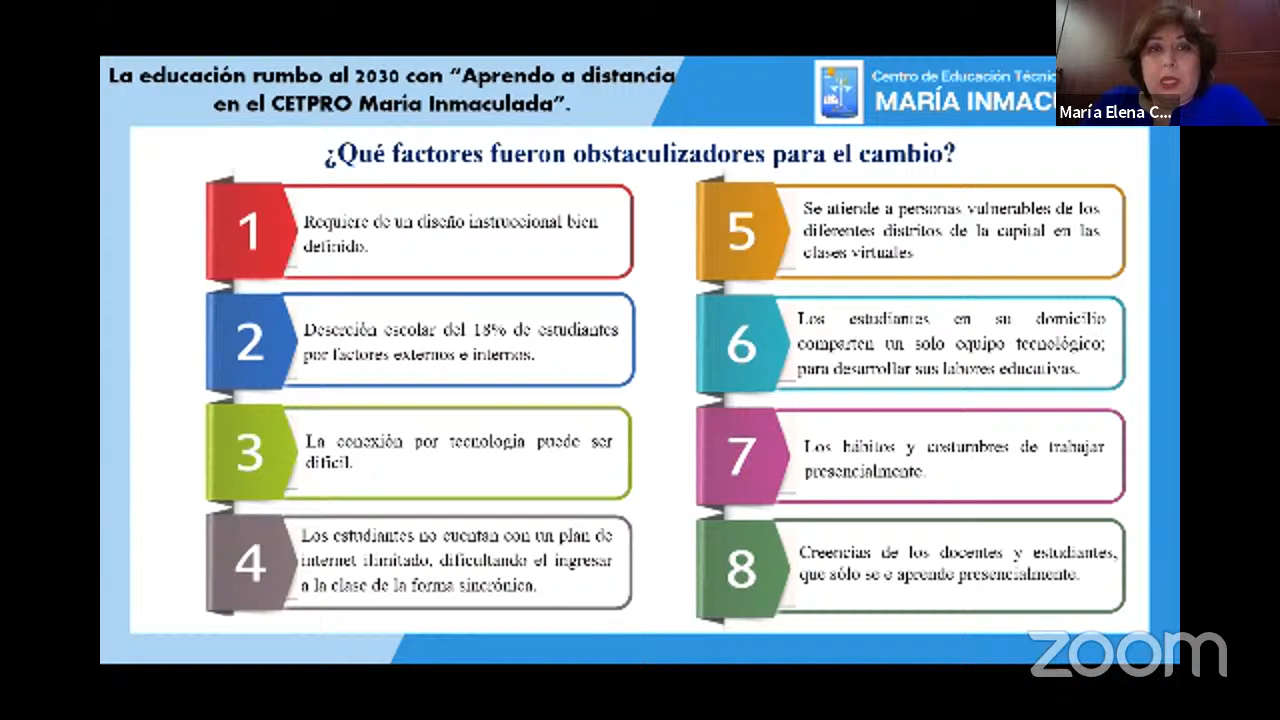 La educación rumbo al 2030 con “Aprendo a distancia
en el CETPRO María Inmaculada”.
Centro de Educación Técnic
MARÍA INMAC
María Elena C...
¿Qué factores fueron obstaculizadores para el cambio?
1
Requiere de un diseño instruccional bien
definido.
2
Deserción escolar del 18% de estudiantes
por factores externos e internos.
3
La conexión por tecnología puede ser
difícil.
4
Los estudiantes no cuentan con un plan de
internet ilimitado, dificultando el ingresar
a la clase de la forma sincrónica.
5
Se atiende a personas vulnerables de los
diferentes distritos de la capital en las
clases virtuales
6
Los estudiantes en su domicilio
comparten un solo equipo tecnológico;
para desarrollar sus labores educativas.
7
Los hábitos y costumbres de trabajar
presencialmente.
8
Creencias de los docentes y estudiantes,
que sólo se e aprende presencialmente.
zoom